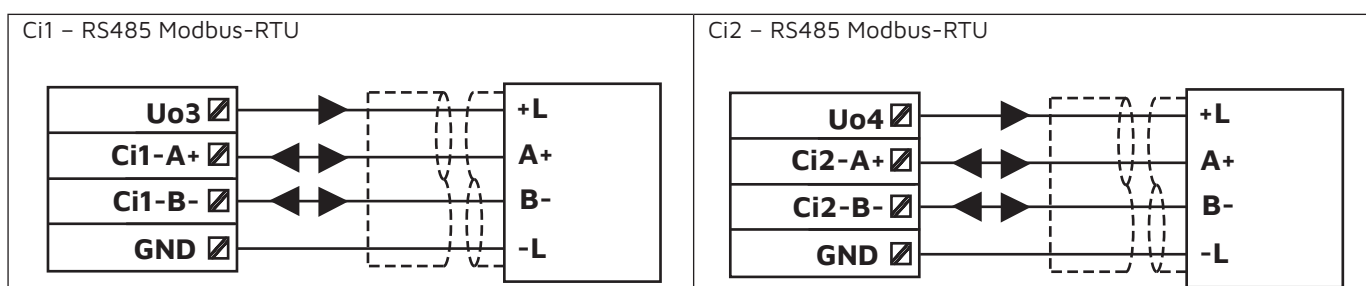 Ci1 – RS485 Modbus-RTU
Uo3 +L
Ci1-A+ A+
Ci1-B- B-
GND -L
Ci2 – RS485 Modbus-RTU
Uo4 +L
Ci2-A+ A+
Ci2-B- B-
GND -L